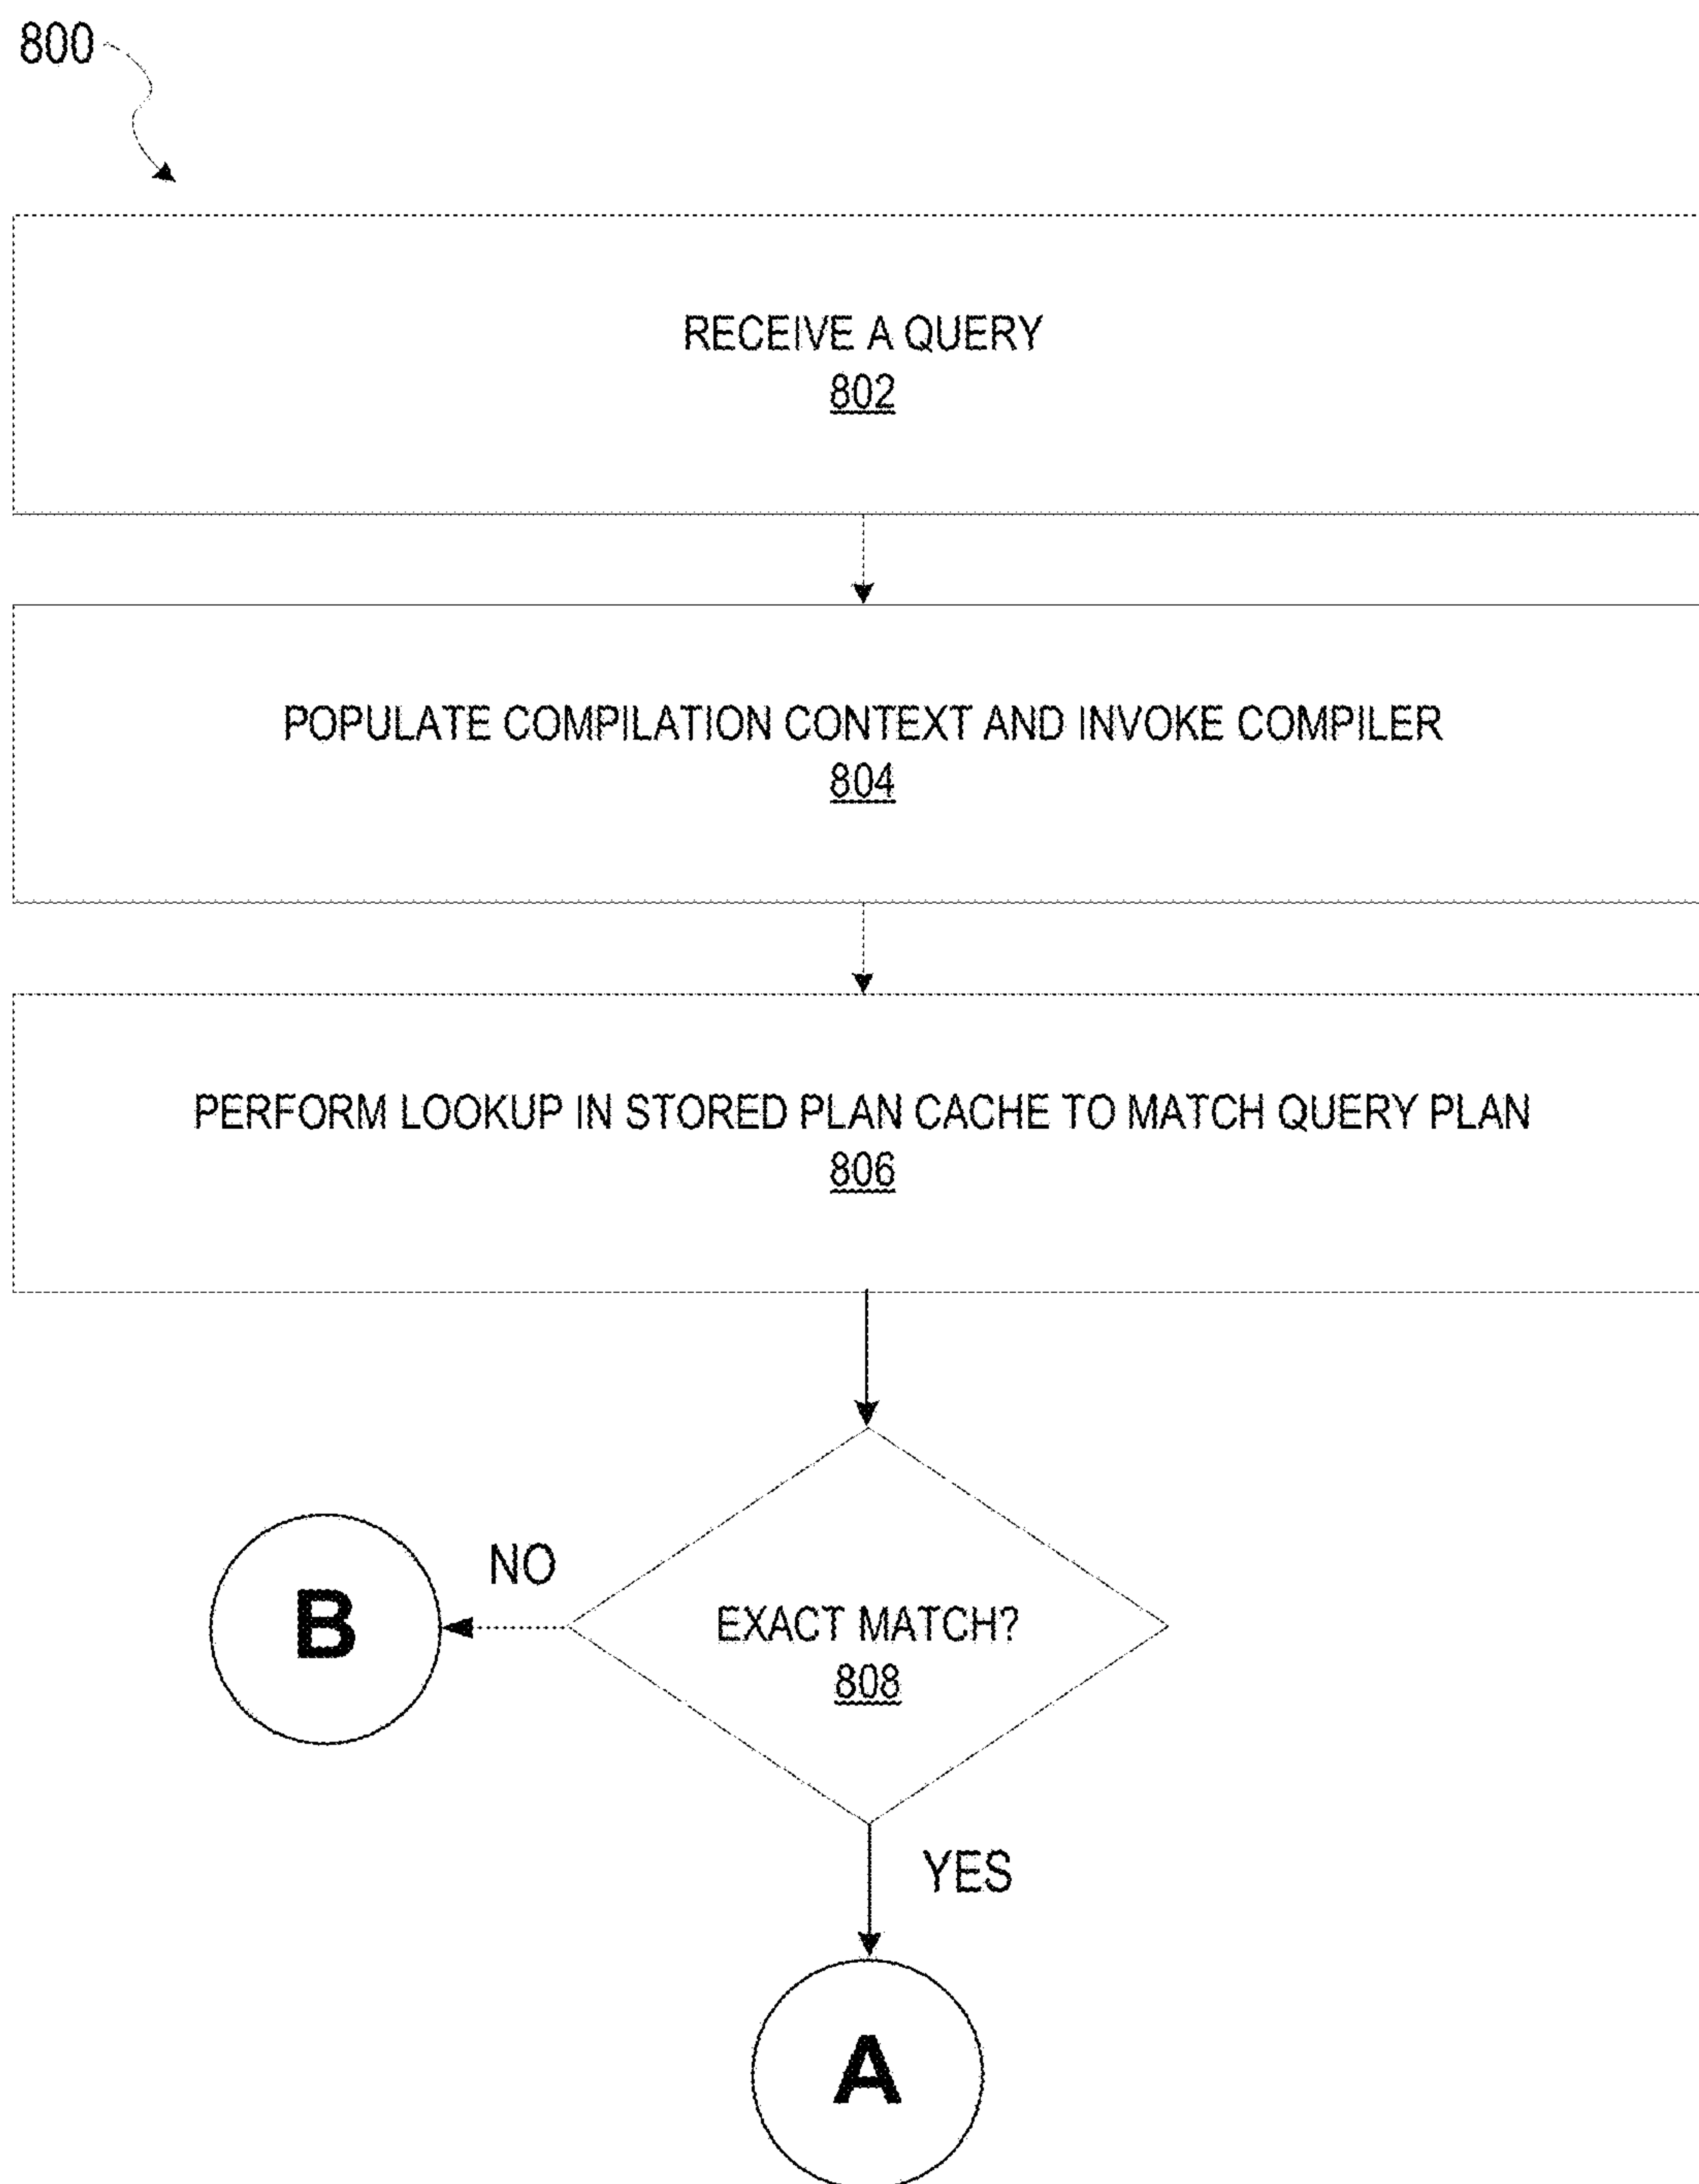 800
RECEIVE A QUERY
802
POPULATE COMPILATION CONTEXT AND INVOKE COMPILER
804
PERFORM LOOKUP IN STORED PLAN CACHE TO MATCH QUERY PLAN
806
B
NO
EXACT MATCH?
808
YES
A